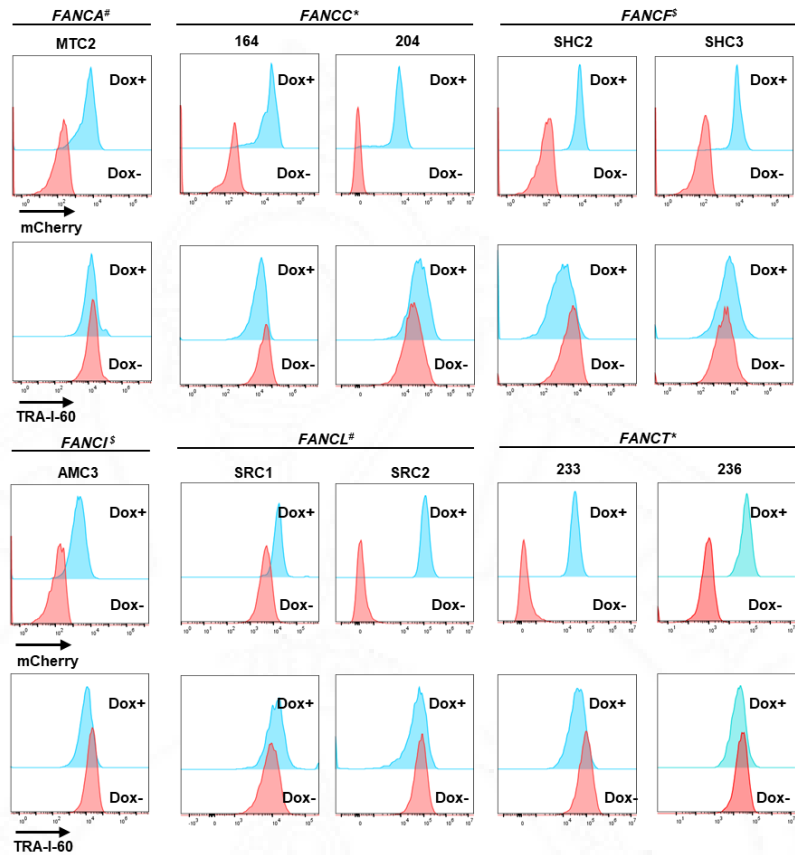 FANCA# FANCC* FANCF$
MTC2 164 204 SHC2 SHC3
Dox+ Dox+ Dox+ Dox+ Dox+
Dox- Dox- Dox- Dox- Dox-
mCherry
Dox+ Dox+ Dox+ Dox+ Dox+
Dox- Dox- Dox- Dox- Dox-
TRA-I-60
FANCI$ FANCL# FANCT*
AMC3 SRC1 SRC2 233 236
Dox+ Dox+ Dox+ Dox+ Dox+
Dox- Dox- Dox- Dox- Dox-
mCherry
Dox+ Dox+ Dox+ Dox+ Dox+
Dox- Dox- Dox- Dox- Dox-
TRA-I-60